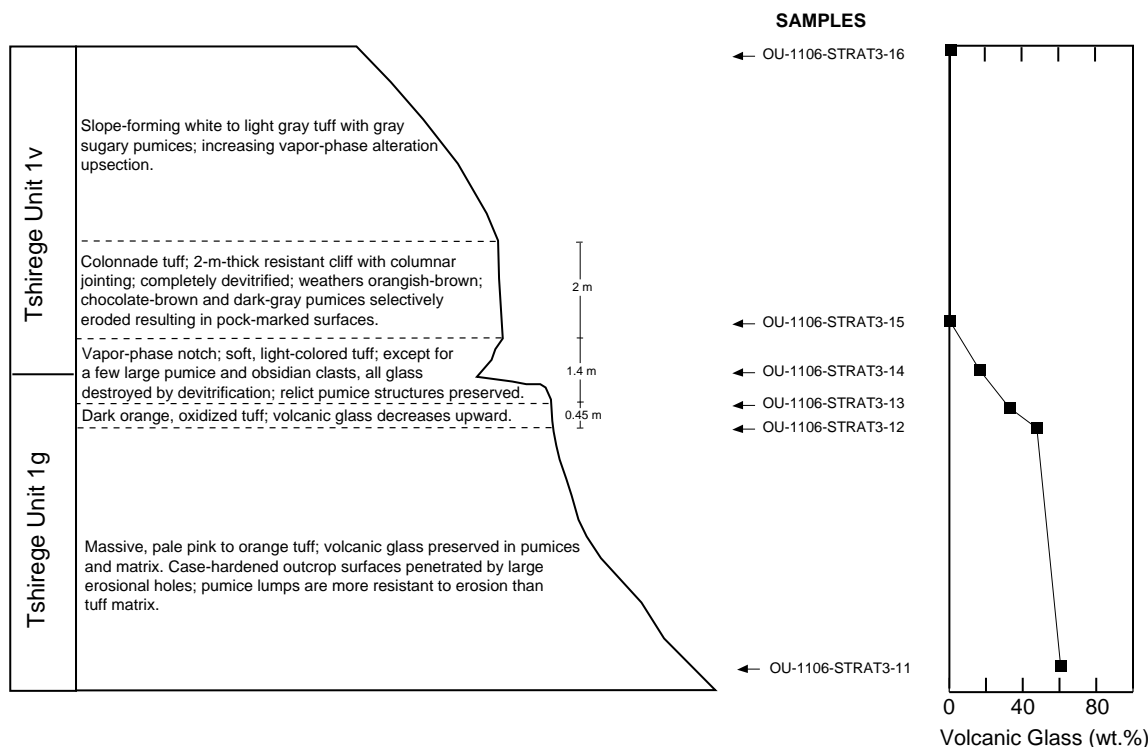 SAMPLES
OU-1106-STRAT3-16
Tshirege Unit 1v
Slope-forming white to light gray tuff with gray
sugary pumices; increasing vapor-phase alteration
upsection.
Colonnade tuff; 2-m-thick resistant cliff with columnar
jointing; completely devitrified; weathers orangish-brown;
chocolate-brown and dark-gray pumices selectively
eroded resulting in pock-marked surfaces.
2 m
OU-1106-STRAT3-15
Vapor-phase notch; soft, light-colored tuff; except for
a few large pumice and obsidian clasts, all glass
destroyed by devitrification; relict pumice structures preserved.
1.4 m
OU-1106-STRAT3-14
OU-1106-STRAT3-13
Dark orange, oxidized tuff; volcanic glass decreases upward.
0.45 m
OU-1106-STRAT3-12
Tshirege Unit 1g
Massive, pale pink to orange tuff; volcanic glass preserved in pumices
and matrix. Case-hardened outcrop surfaces penetrated by large
erosional holes; pumice lumps are more resistant to erosion than
tuff matrix.
OU-1106-STRAT3-11
0 40 80
Volcanic Glass (wt.%)